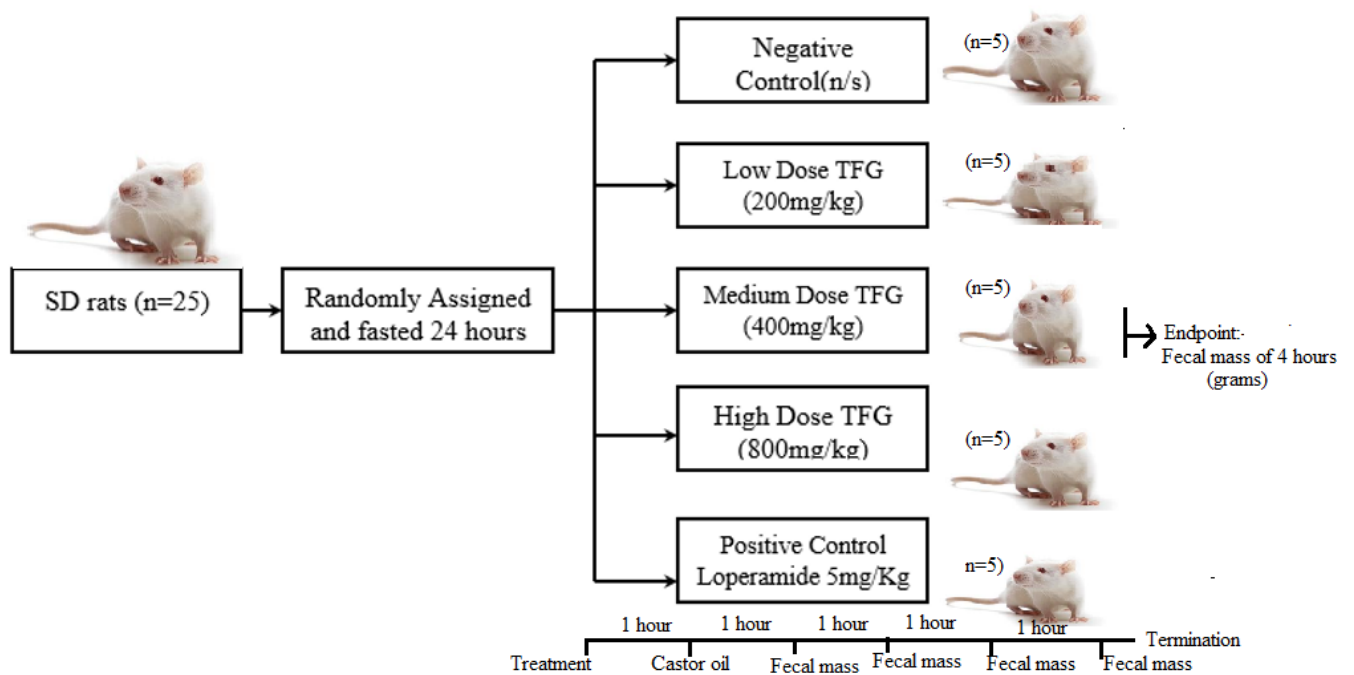 SD rats (n=25)
Randomly Assigned
and fasted 24 hours
Negative
Control(n/s)
(n=5)
Low Dose TFG
(200mg/kg)
(n=5)
Medium Dose TFG
(400mg/kg)
(n=5)
High Dose TFG
(800mg/kg)
(n=5)
Positive Control
Loperamide 5mg/Kg
n=5)
Endpoint:-
Fecal mass of 4 hours
(grams)
1 hour 1 hour 1 hour 1 hour 1 hour
Termination
Treatment Castor oil Fecal mass Fecal mass Fecal mass Fecal mass